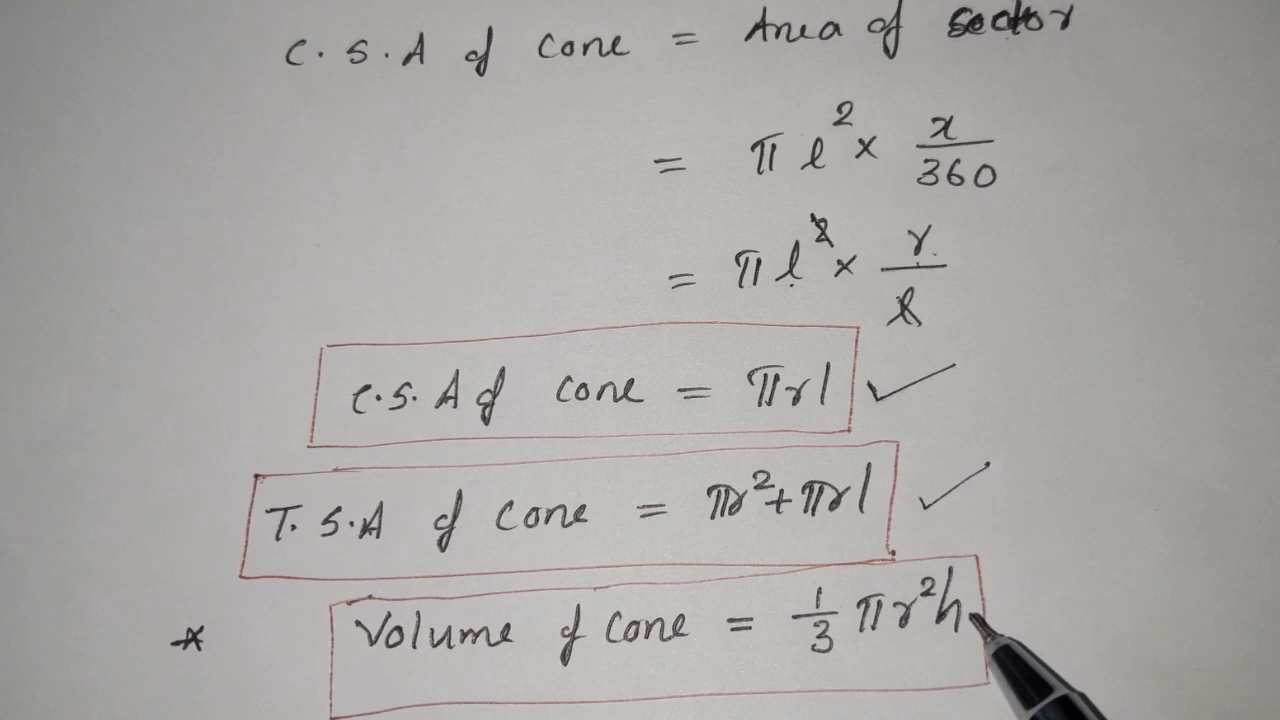 C.S.A of Cone = Area of sector
= πl² × x/360
= πl² × r/l
C.S.A of cone = πrl
T.S.A of Cone = πr² + πrl
* Volume of Cone = 1/3 πr²h